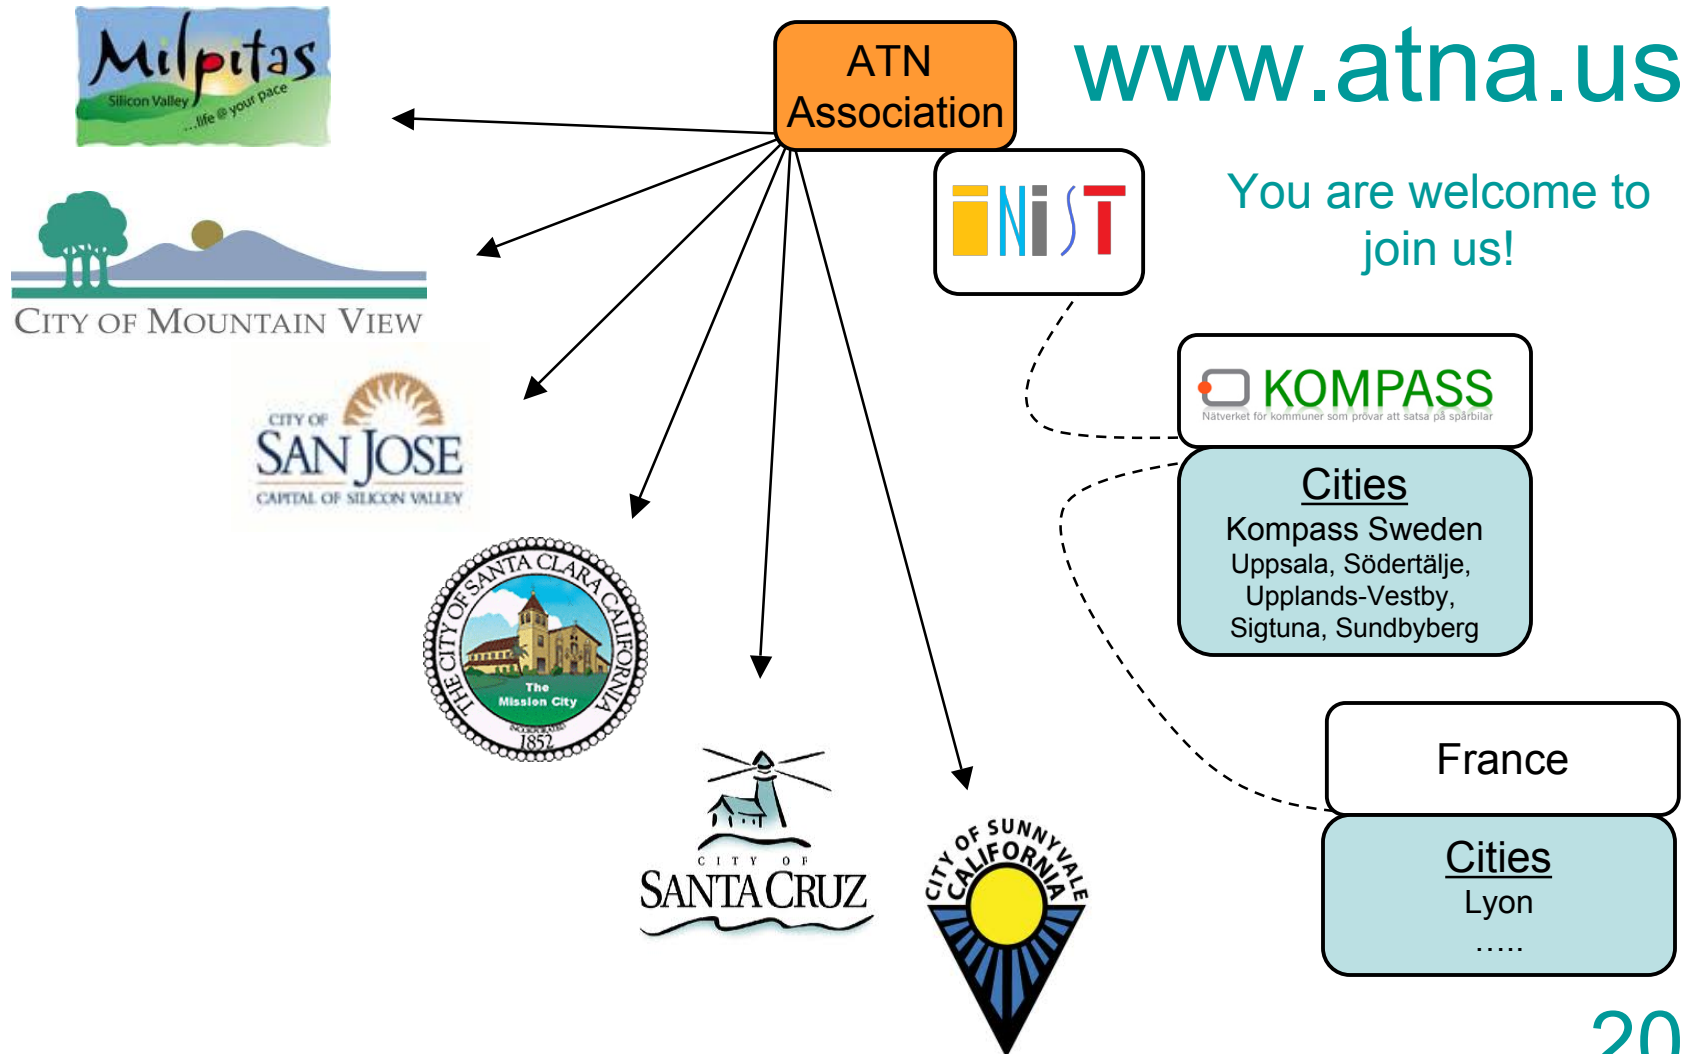 Milpitas
Silicon Valley
...life @ your pace
ATN
Association
www.atna.us
INIST
You are welcome to
join us!
CITY OF MOUNTAIN VIEW
CITY OF
SAN JOSE
CAPITAL OF SILICON VALLEY
KOMPASS
Nätverket för kommuner som prövar att satsa på spårbilar
Cities
Kompass Sweden
Uppsala, Södertälje,
Upplands-Vestby,
Sigtuna, Sundbyberg
THE CITY OF SANTA CLARA CALIFORNIA
The
Mission City
INCORPORATED
1852
France
Cities
Lyon
.....
CITY OF
SANTA CRUZ
CITY OF SUNNYVALE
CALIFORNIA
20